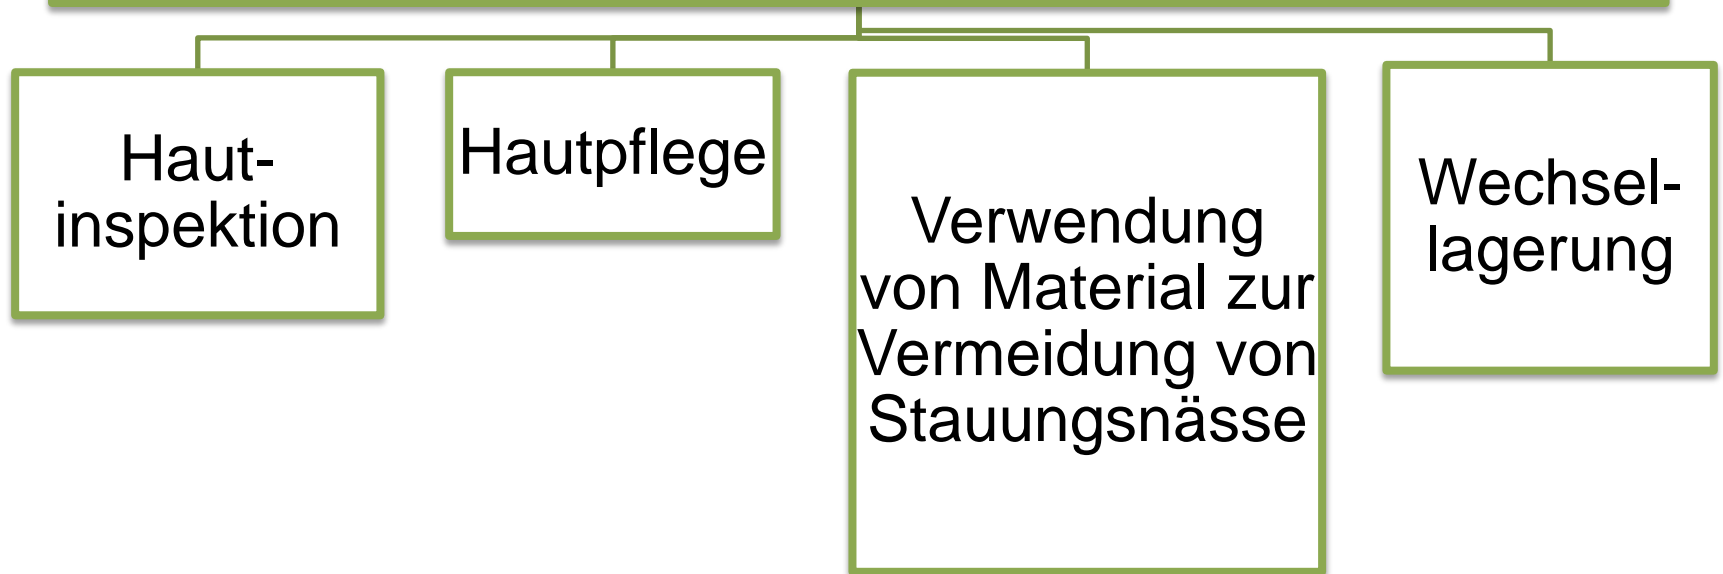 Haut-
inspektion
Hautpflege
Verwendung
von Material zur
Vermeidung von
Stauungsnässe
Wechsel-
lagerung